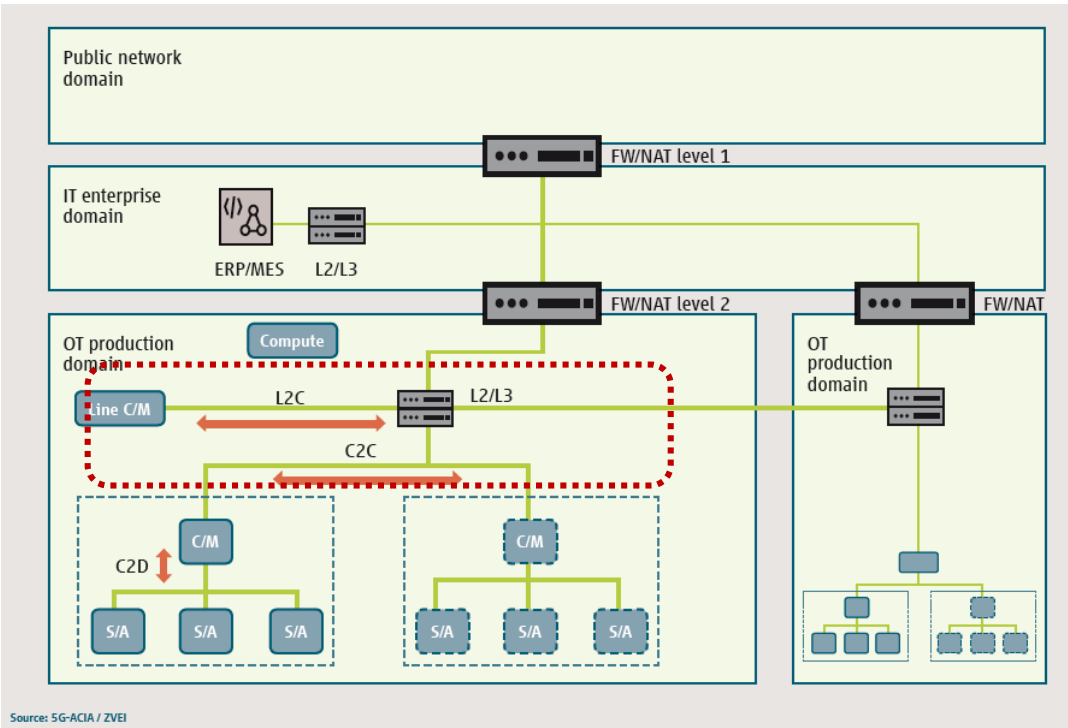 Public network
domain
FW/NAT level 1
IT enterprise
domain
ERP/MES
L2/L3
FW/NAT level 2
FW/NAT
OT production
domain
Compute
OT
production
domain
Line C/M
L2C
L2/L3
C2C
C/M
C/M
C2D
S/A
S/A
S/A
S/A
S/A
S/A
Source: 5G-ACIA / ZVEI